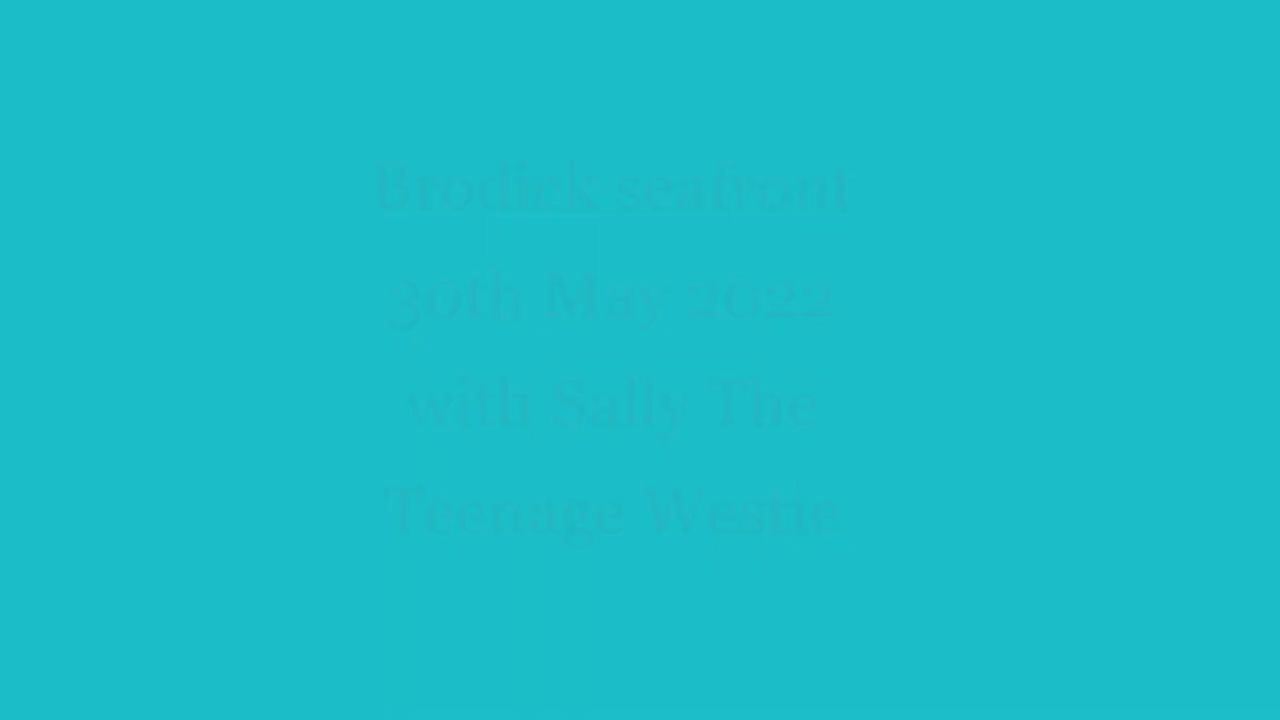 Brodick seafront
30th May 2022
with Sally The
Teenage Westie